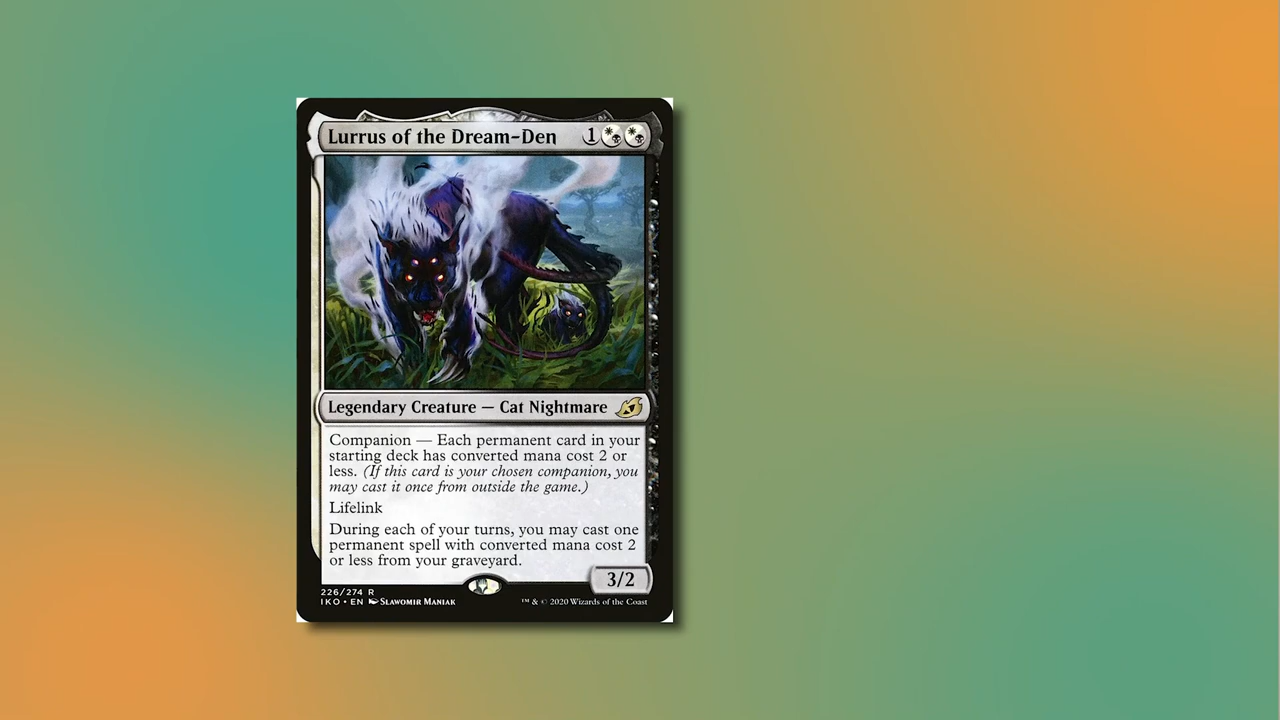 Lurrus of the Dream-Den 1
Legendary Creature — Cat Nightmare
Companion — Each permanent card in your
starting deck has converted mana cost 2 or
less. (If this card is your chosen companion, you
may cast it once from outside the game.)
Lifelink
During each of your turns, you may cast one
permanent spell with converted mana cost 2
or less from your graveyard.
3/2
226/274 R
IKO • EN Slawomir Maniak ™ & © 2020 Wizards of the Coast